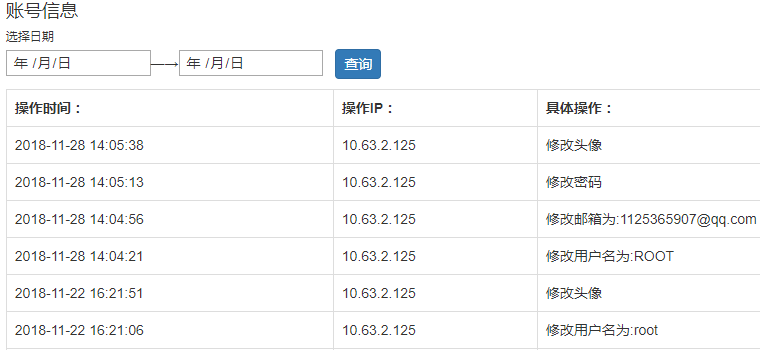 账号信息
选择日期
年 /月/日 —→ 年 /月/日 查询
操作时间： 操作IP： 具体操作：
2018-11-28 14:05:38 10.63.2.125 修改头像
2018-11-28 14:05:13 10.63.2.125 修改密码
2018-11-28 14:04:56 10.63.2.125 修改邮箱为:1125365907@qq.com
2018-11-28 14:04:21 10.63.2.125 修改用户名为:ROOT
2018-11-22 16:21:51 10.63.2.125 修改头像
2018-11-22 16:21:06 10.63.2.125 修改用户名为:root